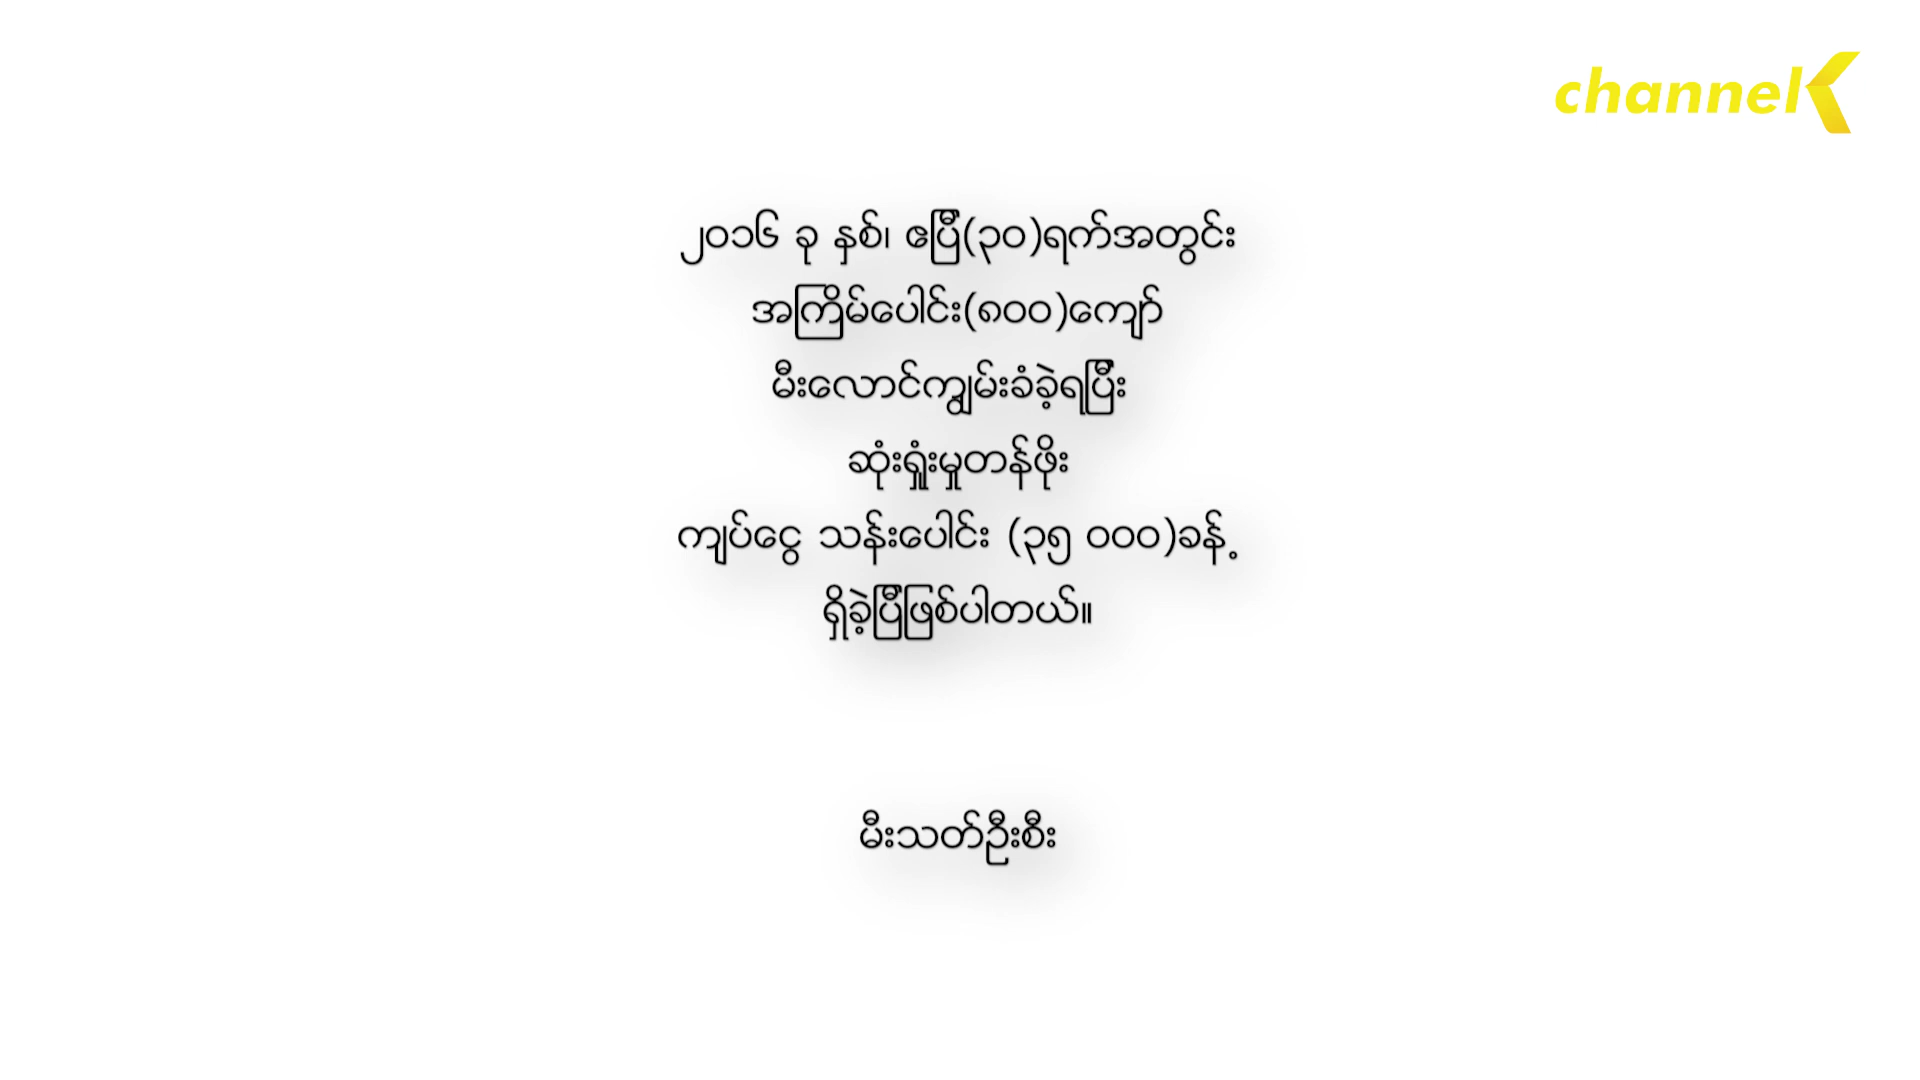 channelK
၂၀၁၆ ခု နှစ်၊ ဧပြီ(၃၀)ရက်အတွင်း
အကြိမ်ပေါင်း(၈၀၀)ကျော်
မီးလောင်ကျွမ်းခံခဲ့ရပြီး
ဆုံးရှုံးမှုတန်ဖိုး
ကျပ်ငွေ သန်းပေါင်း (၃၅ ၀၀၀)ခန့်
ရှိခဲ့ပြီဖြစ်ပါတယ်။
မီးသတ်ဦးစီး